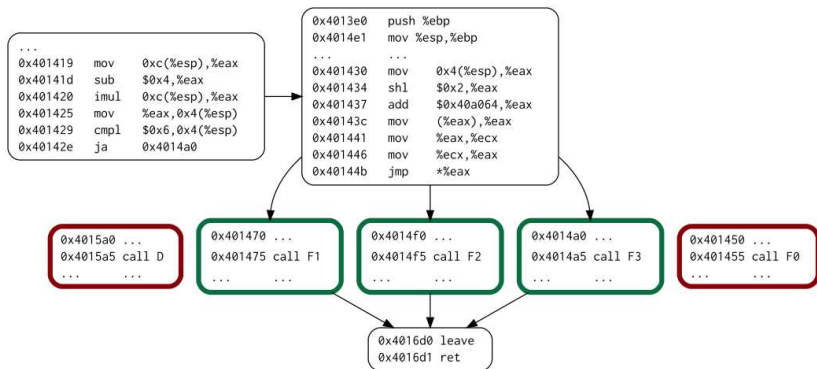 ...
0x401419 mov 0xc(%esp),%eax
0x40141d sub $0x4,%eax
0x401420 imul 0xc(%esp),%eax
0x401425 mov %eax,0x4(%esp)
0x401429 cmpl $0x6,0x4(%esp)
0x40142e ja 0x4014a0
0x4013e0 push %ebp
0x4014e1 mov %esp,%ebp
... ...
0x401430 mov 0x4(%esp),%eax
0x401434 shl $0x2,%eax
0x401437 add $0x40a064,%eax
0x40143c mov (%eax),%eax
0x401441 mov %eax,%ecx
0x401446 mov %ecx,%eax
0x40144b jmp *%eax
0x4015a0 ...
0x4015a5 call D
... ...
0x401470 ...
0x401475 call F1
... ...
0x4014f0 ...
0x4014f5 call F2
... ...
0x4014a0 ...
0x4014a5 call F3
... ...
0x401450 ...
0x401455 call F0
... ...
0x4016d0 leave
0x4016d1 ret